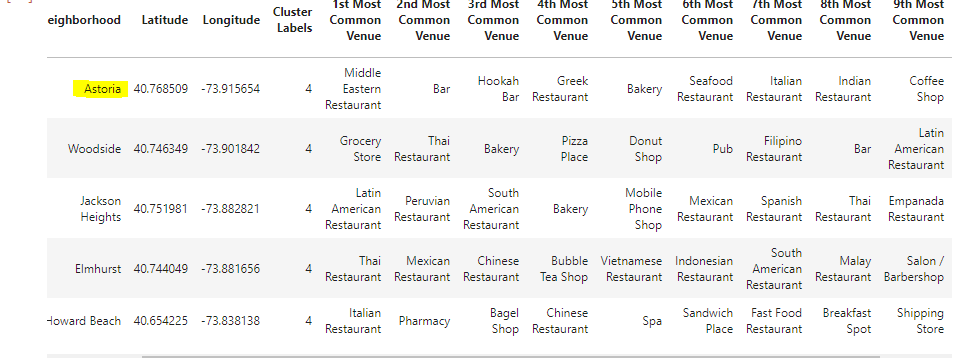 eighborhood Latitude Longitude Cluster Labels 1st Most Common Venue 2nd Most Common Venue 3rd Most Common Venue 4th Most Common Venue 5th Most Common Venue 6th Most Common Venue 7th Most Common Venue 8th Most Common Venue 9th Most Common Venue
Astoria 40.768509 -73.915654 4 Middle Eastern Restaurant Bar Hookah Bar Greek Restaurant Bakery Seafood Restaurant Italian Restaurant Indian Restaurant Coffee Shop
Woodside 40.746349 -73.901842 4 Grocery Store Thai Restaurant Bakery Pizza Place Donut Shop Pub Filipino Restaurant Bar Latin American Restaurant
Jackson Heights 40.751981 -73.882821 4 Latin American Restaurant Peruvian Restaurant South American Restaurant Bakery Mobile Phone Shop Mexican Restaurant Spanish Restaurant Thai Restaurant Empanada Restaurant
Elmhurst 40.744049 -73.881656 4 Thai Restaurant Mexican Restaurant Chinese Restaurant Bubble Tea Shop Vietnamese Restaurant Indonesian Restaurant South American Restaurant Malay Restaurant Salon / Barbershop
Howard Beach 40.654225 -73.838138 4 Italian Restaurant Pharmacy Bagel Shop Chinese Restaurant Spa Sandwich Place Fast Food Restaurant Breakfast Spot Shipping Store